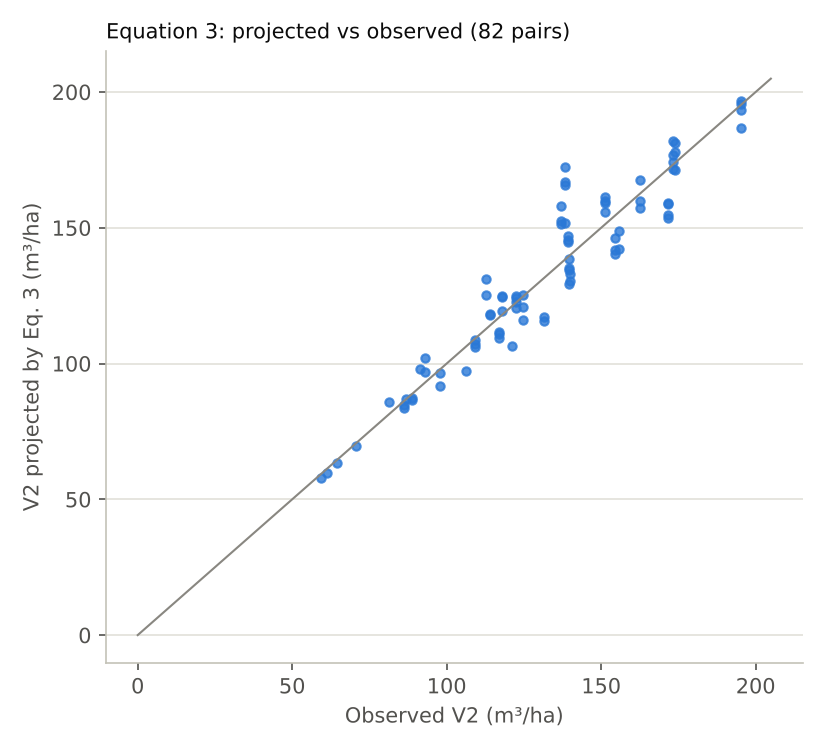 Equation 3: projected vs observed (82 pairs)
V2 projected by Eq. 3 (m³/ha)
200
150
100
50
0
0 50 100 150 200
Observed V2 (m³/ha)